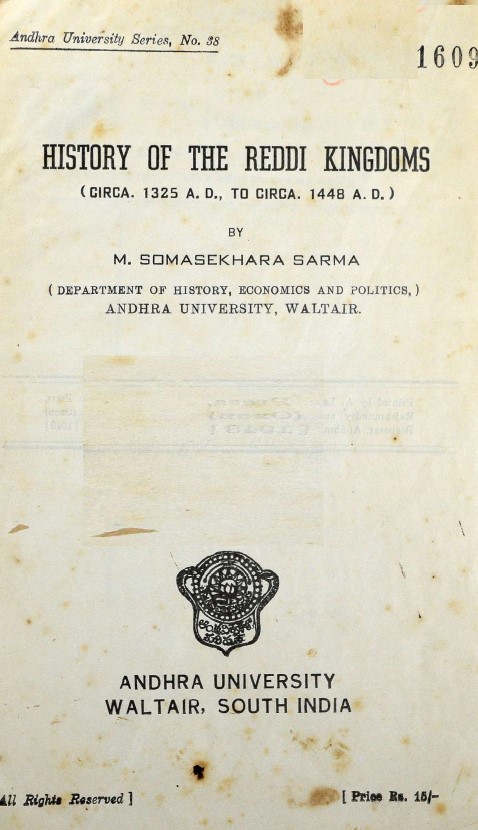 Andhra University Series, No. 38
1609
HISTORY OF THE REDDI KINGDOMS
(CIRCA. 1325 A. D., TO CIRCA. 1448 A. D.)
BY
M. SOMASEKHARA SARMA
(DEPARTMENT OF HISTORY, ECONOMICS AND POLITICS,)
ANDHRA UNIVERSITY, WALTAIR.
ANDHRA UNIVERSITY
WALTAIR, SOUTH INDIA
All Rights Reserved ]
[ Price Rs. 15/-